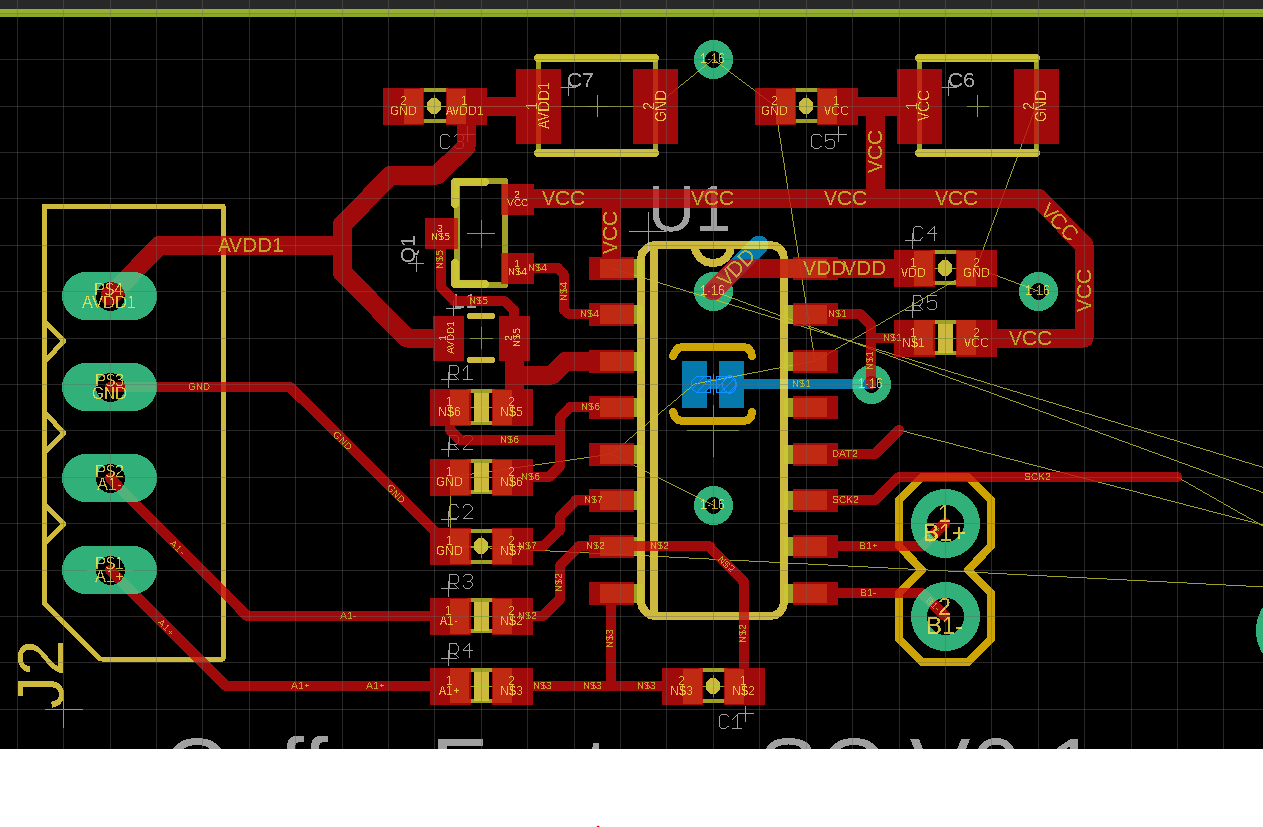 C7
1-16
C6
2 1
GND AVDD1
1 AVDD1
2 GND
2 1
GND VCC
1 VCC
2 GND
C3
C5
VCC
2
VCC
VCC
VCC
VCC
VCC
U1
VCC
VCC
3
N$5
Q1
AVDD1
N$5
1
N$4
N$4
N$4
VDD
VDD
VDD
C4
1 2
VDD GND
P$4
AVDD1
1-16
1-16
VCC
N$5
N$1
R5
1 AVDD1
2 N$5
N$1
1 2
N$1 VCC
VCC
N$1
P$3
GND
GND
R1
N$1
1-16
1 2
N$6 N$5
N$6
GND
N$6
R2
DAT2
P$2
A1-
1 2
GND N$6
N$6
SCK2
GND
N$7
SCK2
1-16
C2
1
B1+
1 2
GND N$7
N$7
N$2
N$2
B1+
A1-
P$1
A1+
N$2
R3
N$2
B1-
2
B1-
1 2
A1- N$2
A1-
N$2
A1+
N$3
N$2
R4
J2
1 2
A1+ N$3
A1+
A1+
N$3
N$3
N$3
2 1
N$3 N$2
C1